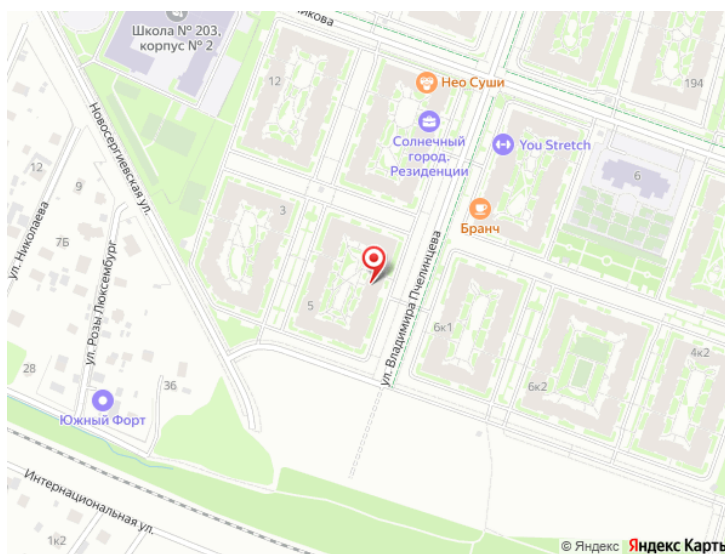 Школа № 203,
корпус № 2
икова
12
Нео Суши
194
Солнечный
город.
Резиденции
You Stretch
6
Новосергиевская ул.
12
9
ул. Николаева
7Б
3
Бранч
ул. Розы Люксембург
5
ул. Владимира Пчелинцева
6к1
4к2
6к2
28
36
Южный Форт
Интернациональная ул.
1к2
© Яндекс Яндекс Карты